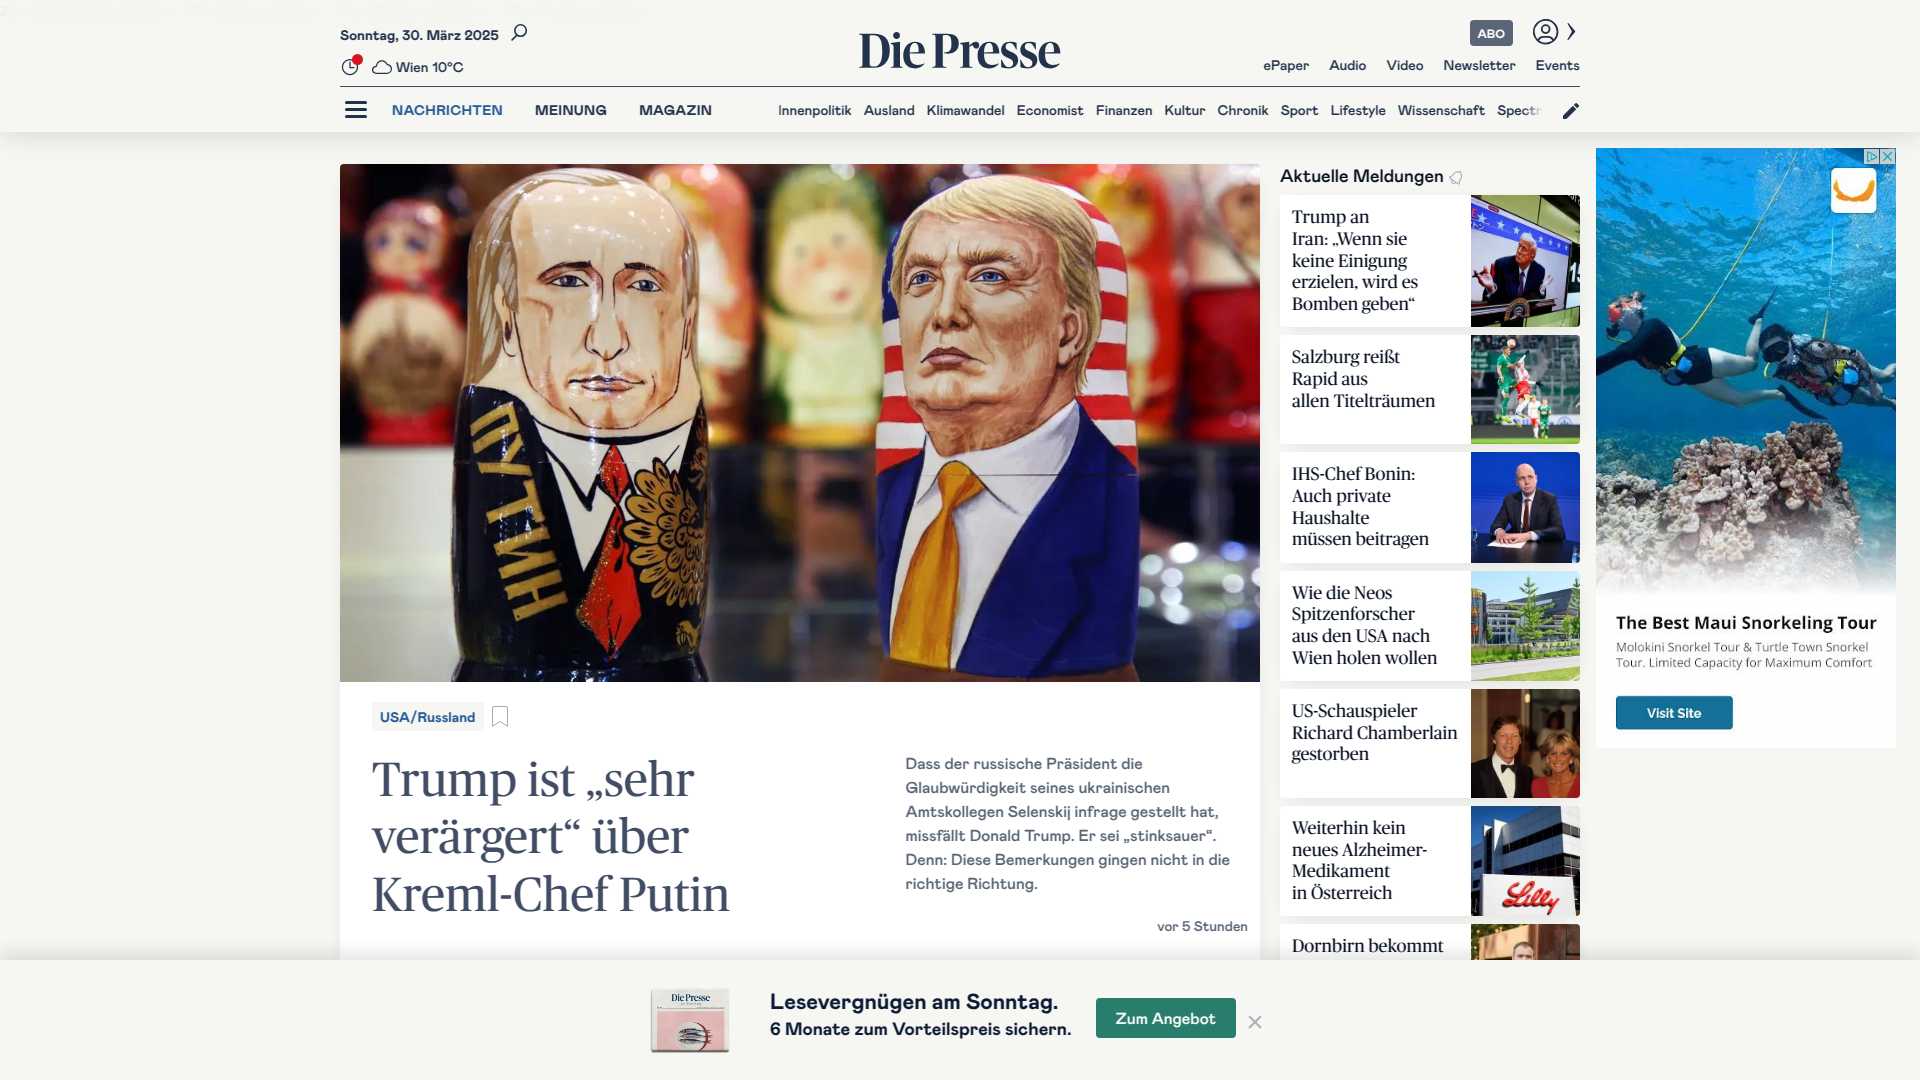 Sonntag, 30. März 2025
Die Presse
ABO
Wien 10°C
ePaper Audio Video Newsletter Events
NACHRICHTEN MEINUNG MAGAZIN
Innenpolitik Ausland Klimawandel Economist Finanzen Kultur Chronik Sport Lifestyle Wissenschaft Spectr
ПУТИН
USA/Russland
Trump ist „sehr
verärgert“ über
Kreml-Chef Putin
Dass der russische Präsident die
Glaubwürdigkeit seines ukrainischen
Amtskollegen Selenskij infrage gestellt hat,
missfällt Donald Trump. Er sei „stinksauer“.
Denn: Diese Bemerkungen gingen nicht in die
richtige Richtung.
vor 5 Stunden
Aktuelle Meldungen
Trump an
Iran: „Wenn sie
keine Einigung
erzielen, wird es
Bomben geben“
Salzburg reißt
Rapid aus
allen Titelträumen
IHS-Chef Bonin:
Auch private
Haushalte
müssen beitragen
Wie die Neos
Spitzenforscher
aus den USA nach
Wien holen wollen
US-Schauspieler
Richard Chamberlain
gestorben
Weiterhin kein
neues Alzheimer-
Medikament
in Österreich
Lilly
Dornbirn bekommt
The Best Maui Snorkeling Tour
Molokini Snorkel Tour & Turtle Town Snorkel
Tour. Limited Capacity for Maximum Comfort
Visit Site
Die Presse
Lesevergnügen am Sonntag.
6 Monate zum Vorteilspreis sichern.
Zum Angebot